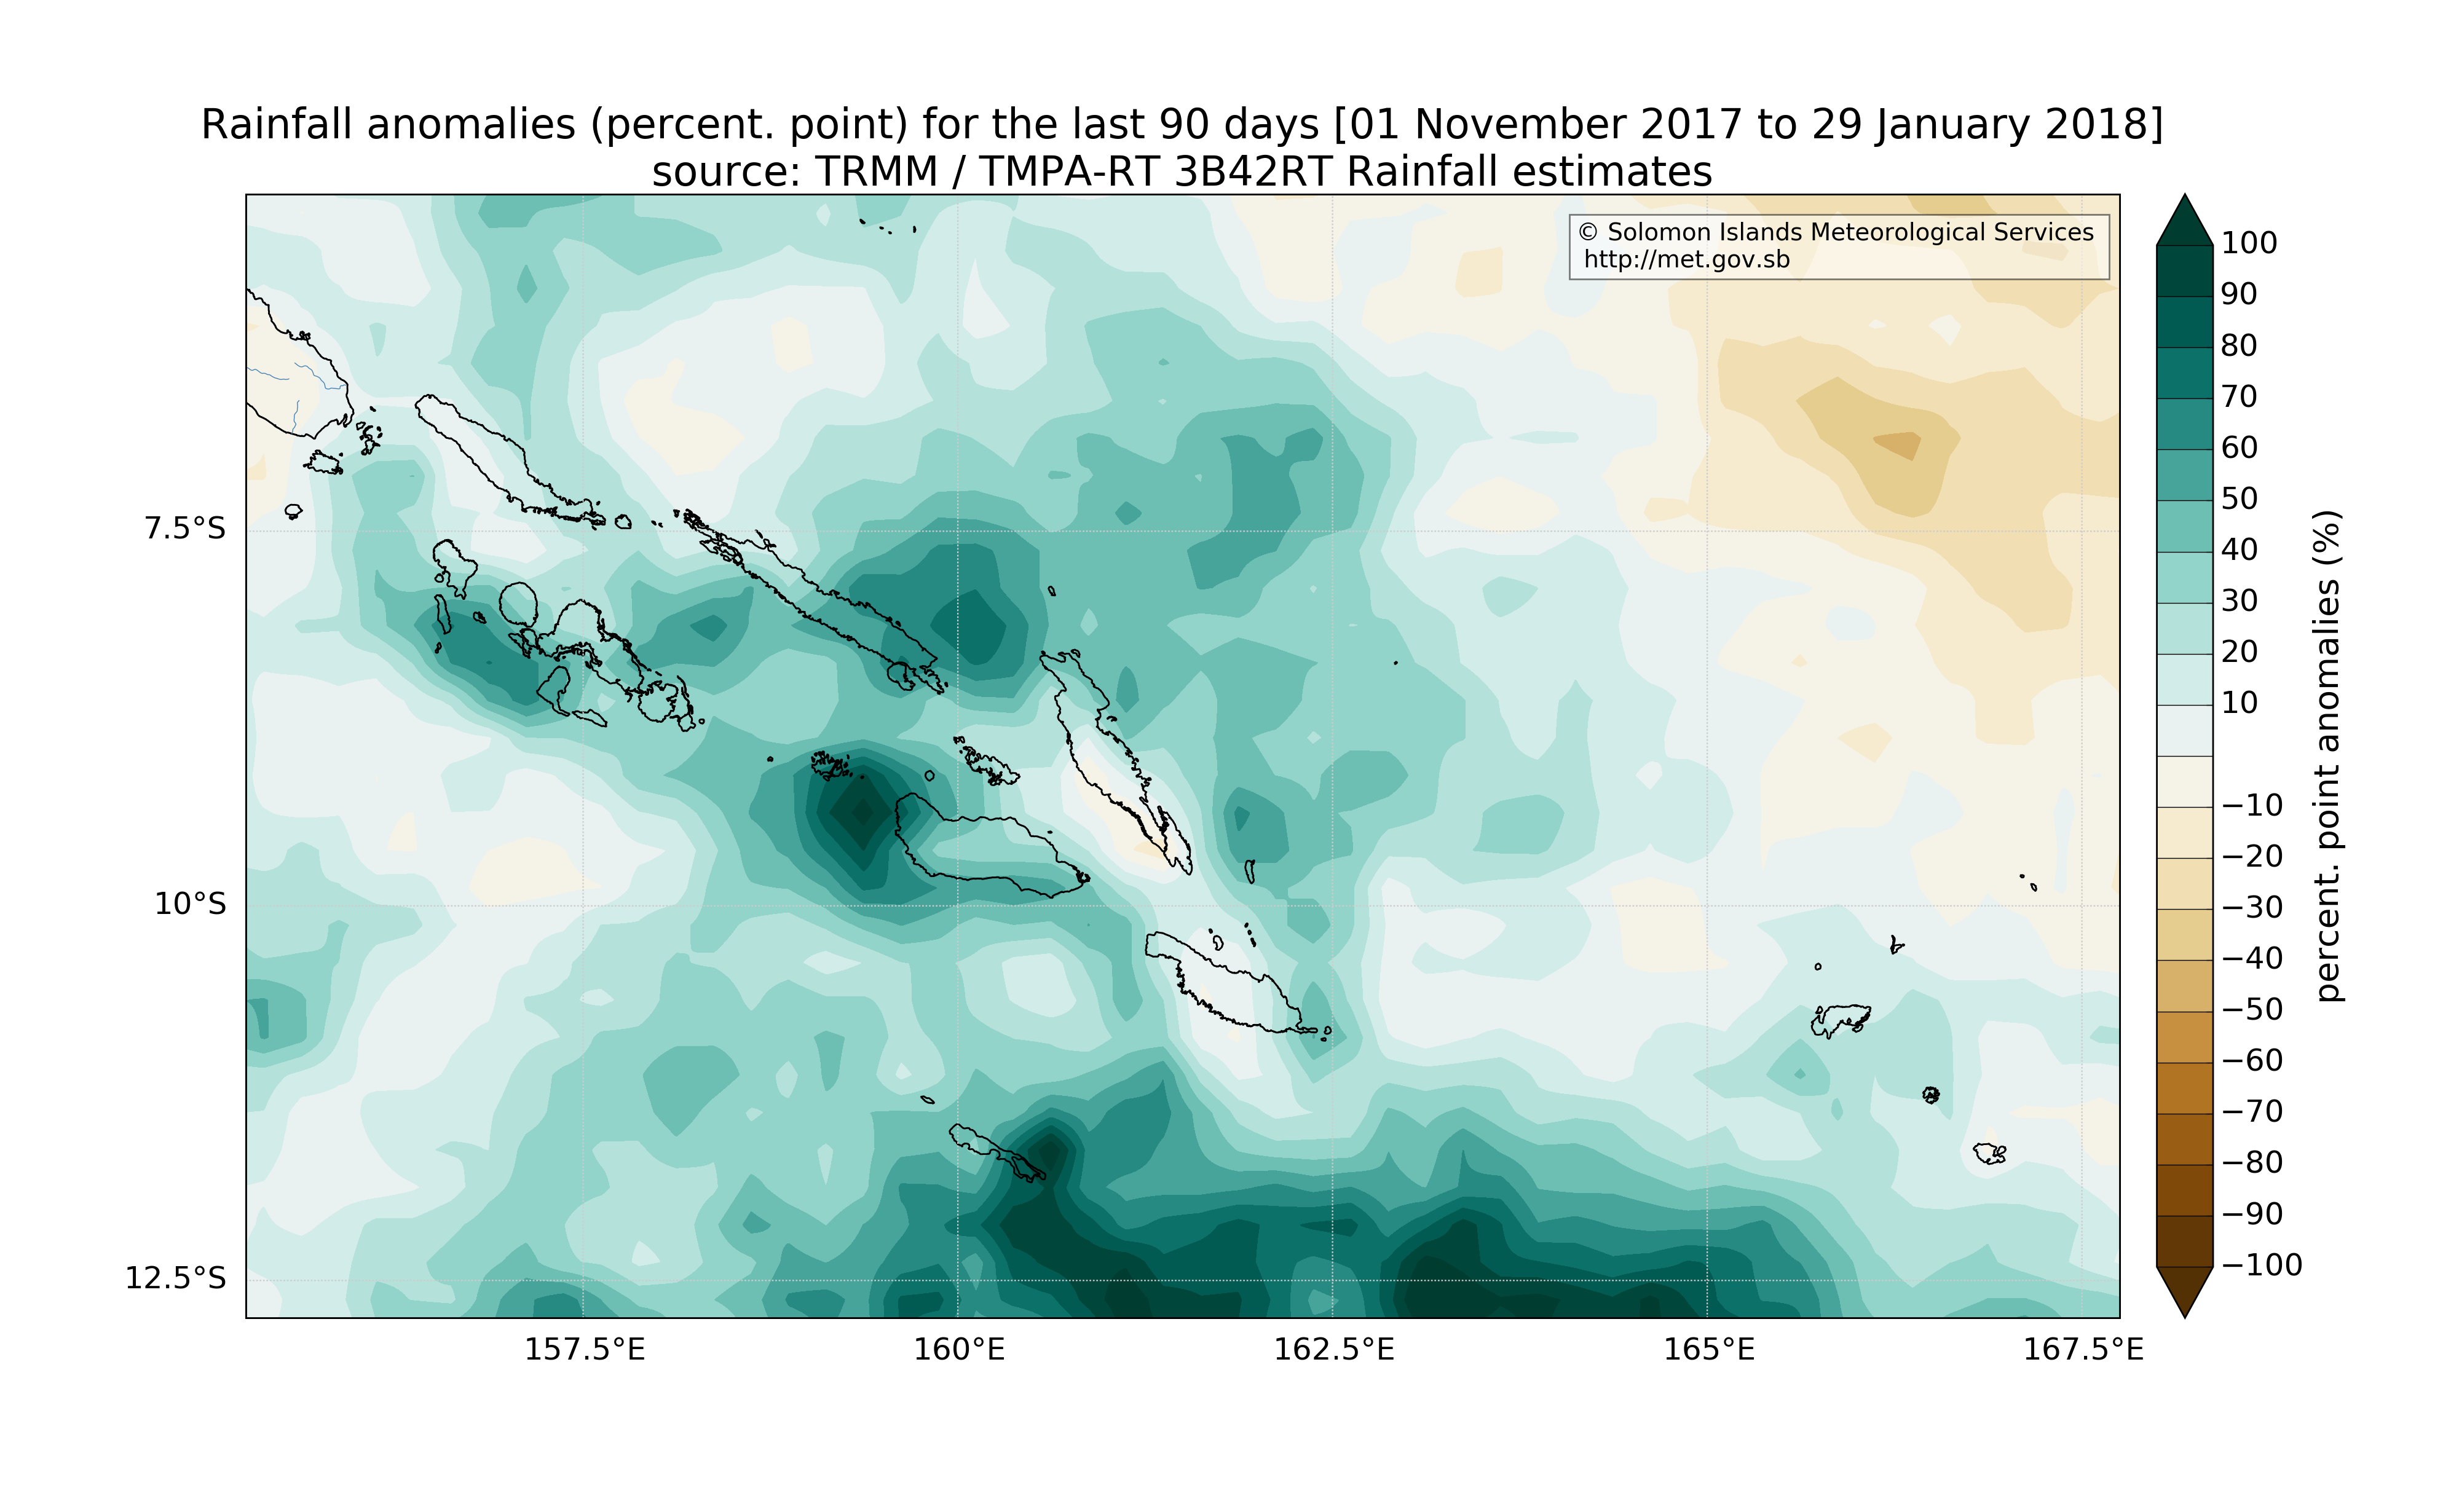 Rainfall anomalies (percent. point) for the last 90 days [01 November 2017 to 29 January 2018]
source: TRMM / TMPA-RT 3B42RT Rainfall estimates
© Solomon Islands Meteorological Services
http://met.gov.sb
7.5°S
10°S
12.5°S
157.5°E
160°E
162.5°E
165°E
167.5°E
100
90
80
70
60
50
40
30
20
10
−10
−20
−30
−40
−50
−60
−70
−80
−90
−100
percent. point anomalies (%)